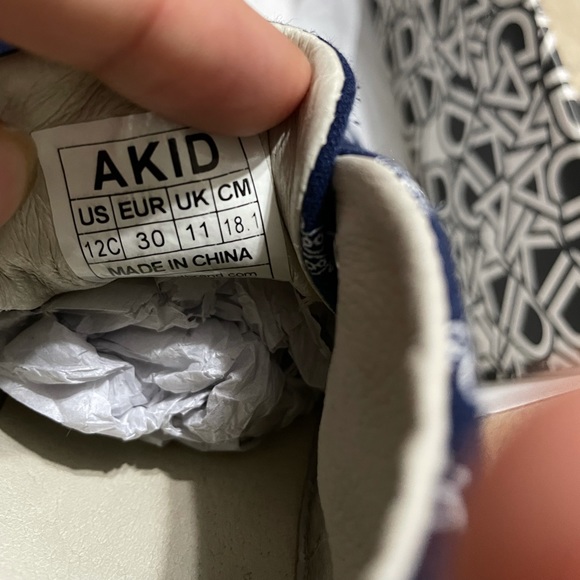 AKID
US EUR UK CM
12C 30 11 18.1
MADE IN CHINA